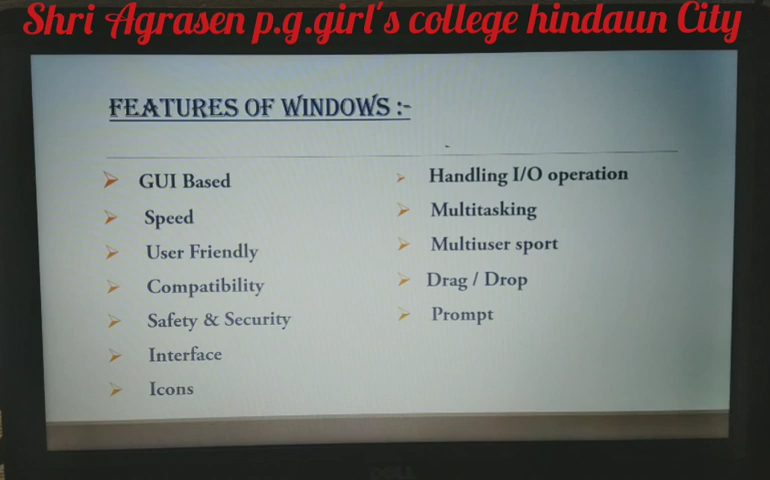 Shri Agrasen p.g.girl's college hindaun City
FEATURES OF WINDOWS :-
GUI Based
Speed
User Friendly
Compatibility
Safety & Security
Interface
Icons
Handling I/O operation
Multitasking
Multiuser sport
Drag / Drop
Prompt
DELL